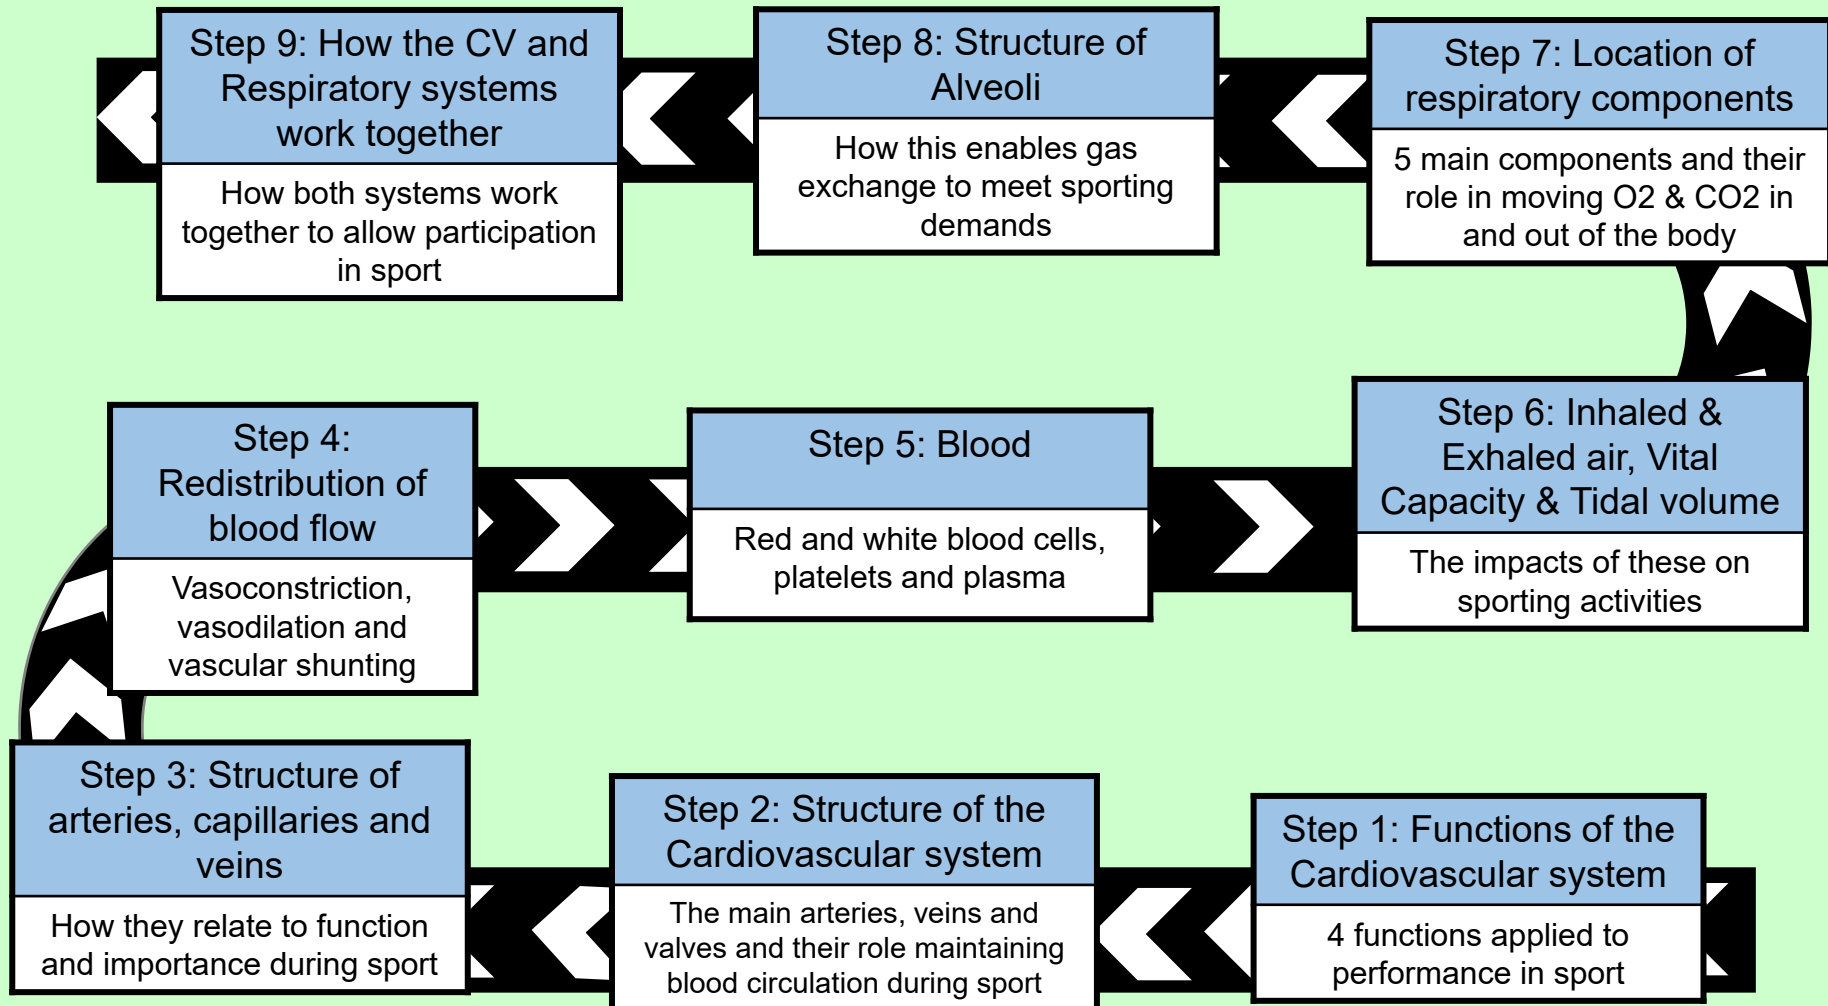 Step 9: How the CV and
Respiratory systems
work together
How both systems work
together to allow participation
in sport
Step 8: Structure of
Alveoli
How this enables gas
exchange to meet sporting
demands
Step 7: Location of
respiratory components
5 main components and their
role in moving O2 & CO2 in
and out of the body
Step 4:
Redistribution of
blood flow
Vasoconstriction,
vasodilation and
vascular shunting
Step 5: Blood
Red and white blood cells,
platelets and plasma
Step 6: Inhaled &
Exhaled air, Vital
Capacity & Tidal volume
The impacts of these on
sporting activities
Step 3: Structure of
arteries, capillaries and
veins
How they relate to function
and importance during sport
Step 2: Structure of the
Cardiovascular system
The main arteries, veins and
valves and their role maintaining
blood circulation during sport
Step 1: Functions of the
Cardiovascular system
4 functions applied to
performance in sport